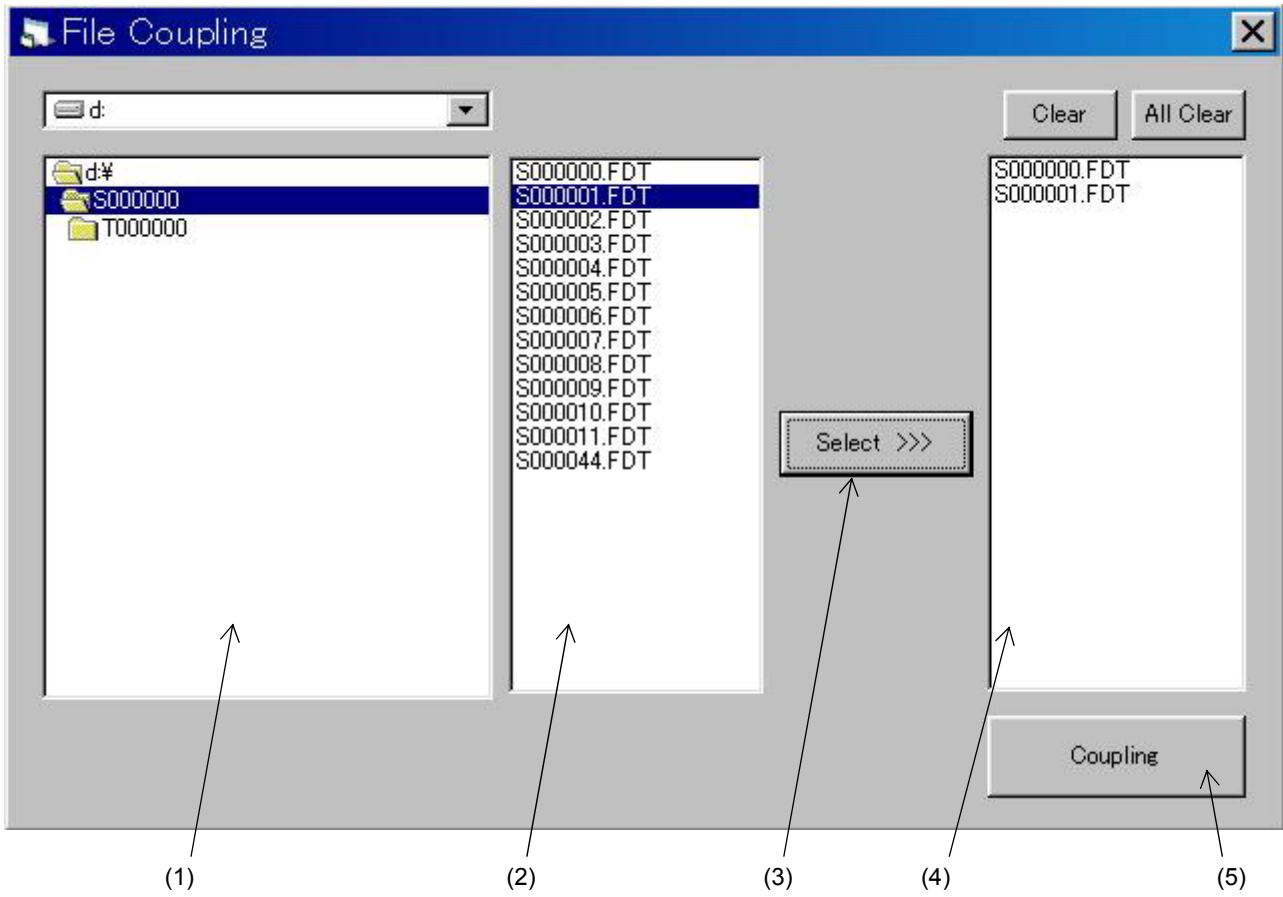 File Coupling
d:
Clear
All Clear
d:¥
S000000
T000000
S000000.FDT
S000001.FDT
S000002.FDT
S000003.FDT
S000004.FDT
S000005.FDT
S000006.FDT
S000007.FDT
S000008.FDT
S000009.FDT
S000010.FDT
S000011.FDT
S000044.FDT
Select >>>
S000000.FDT
S000001.FDT
Coupling
(1)
(2)
(3)
(4)
(5)